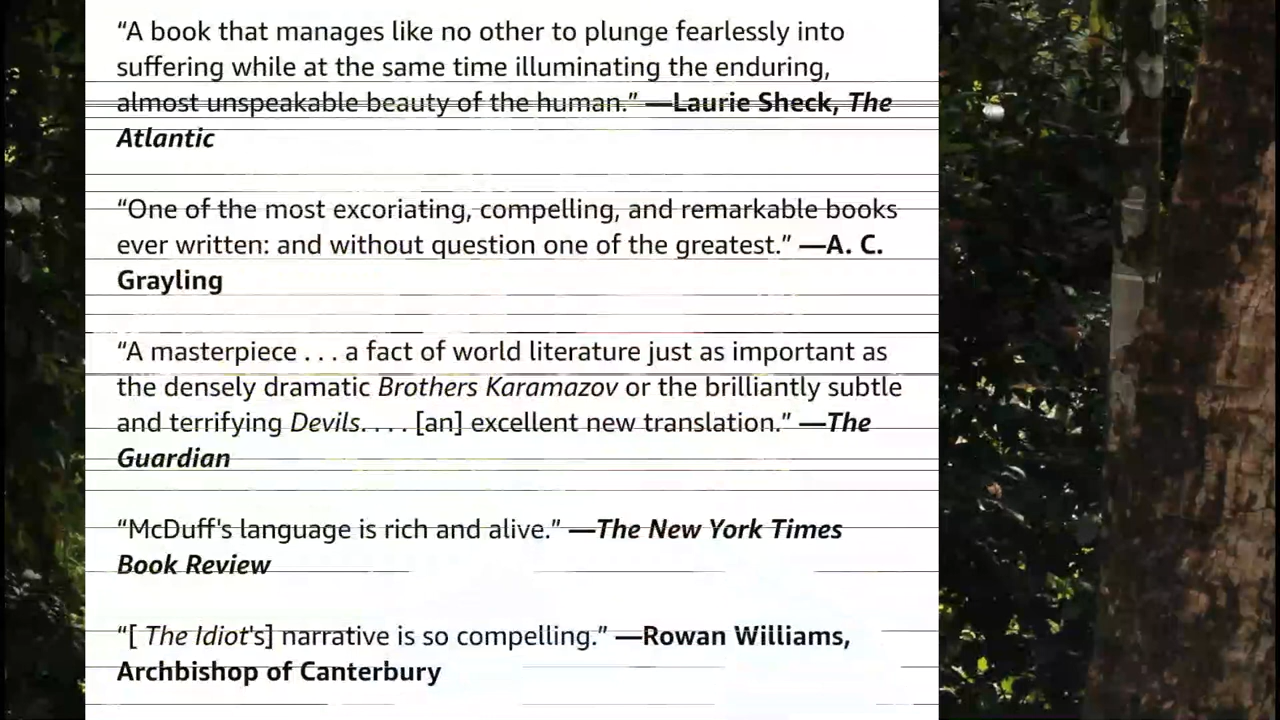 “A book that manages like no other to plunge fearlessly into
suffering while at the same time illuminating the enduring,
almost unspeakable beauty of the human.” —Laurie Sheck, The
Atlantic
“One of the most excoriating, compelling, and remarkable books
ever written: and without question one of the greatest.” —A. C.
Grayling
“A masterpiece . . . a fact of world literature just as important as
the densely dramatic Brothers Karamazov or the brilliantly subtle
and terrifying Devils. . . . [an] excellent new translation.” —The
Guardian
“McDuff's language is rich and alive.” —The New York Times
Book Review
“[ The Idiot's] narrative is so compelling.” —Rowan Williams,
Archbishop of Canterbury